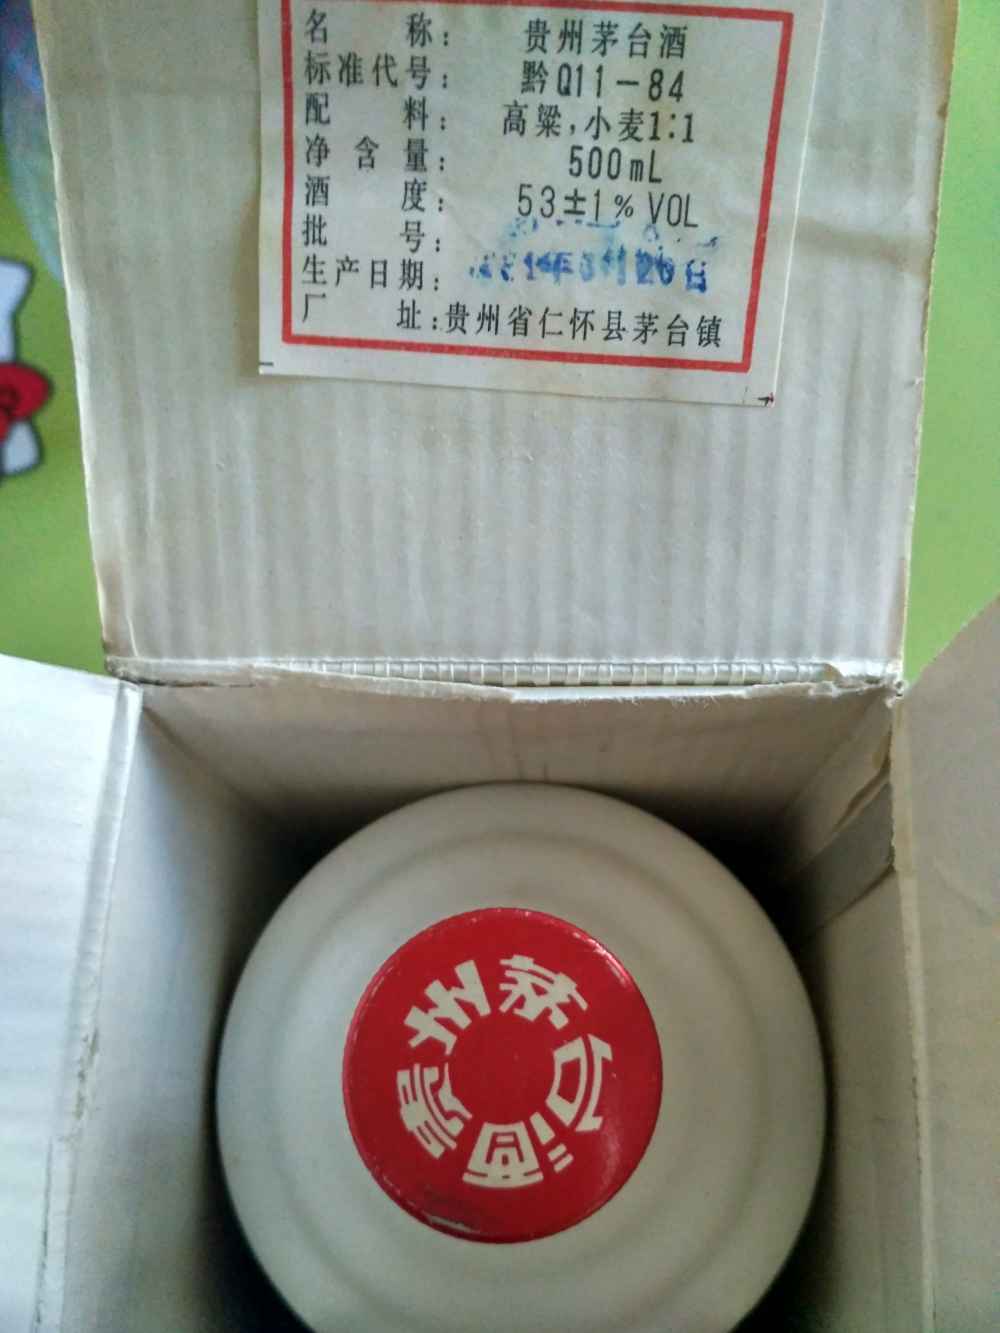 名 称： 贵州茅台酒
标准代号： 黔Q11－84
配 料： 高粱，小麦1:1
净 含 量： 500mL
酒 度： 53±1％VOL
批 号：
生产日期：
厂 址：贵州省仁怀县茅台镇
贵州茅台酒